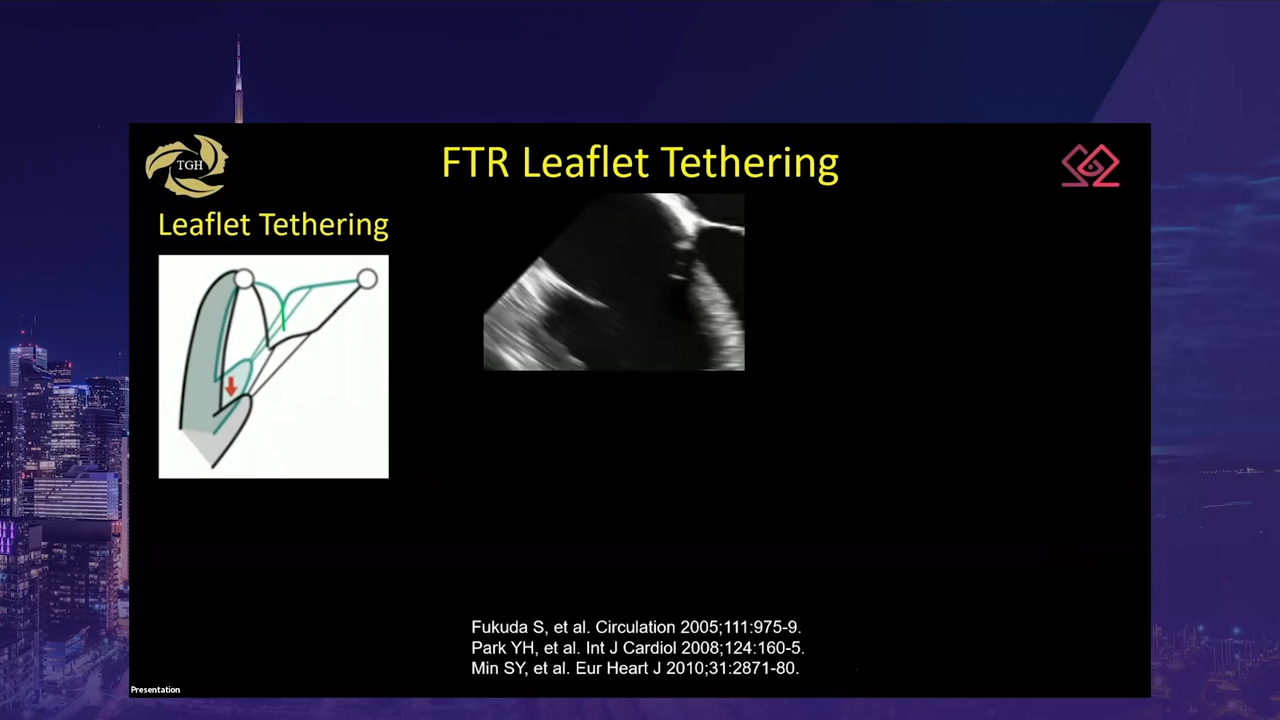 TGH
FTR Leaflet Tethering
Leaflet Tethering
Fukuda S, et al. Circulation 2005;111:975-9.
Park YH, et al. Int J Cardiol 2008;124:160-5.
Min SY, et al. Eur Heart J 2010;31:2871-80.
Presentation